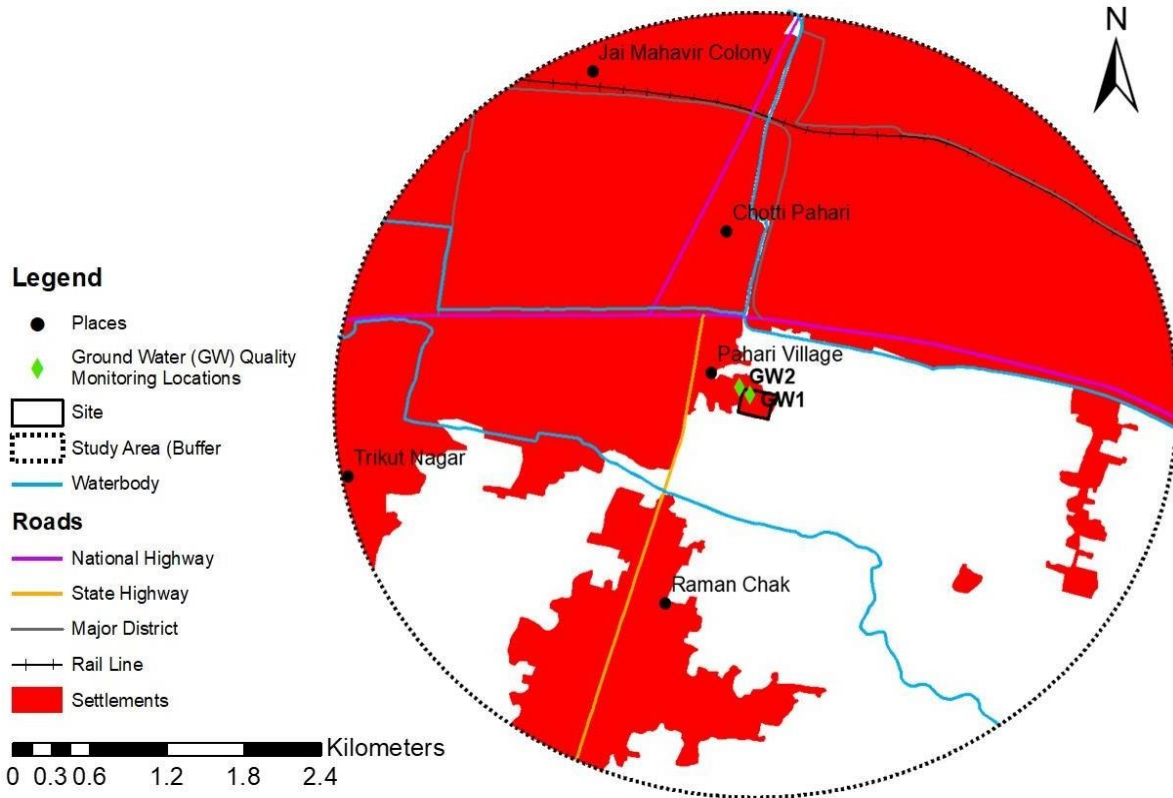 N
Jai Mahavir Colony
Chotti Pahari
Pahari Village
GW2
GW1
Trikut Nagar
Raman Chak
Legend
Places
Ground Water (GW) Quality
Monitoring Locations
Site
Study Area (Buffer
Waterbody
Roads
National Highway
State Highway
Major District
Rail Line
Settlements
Kilometers
0 0.3 0.6 1.2 1.8 2.4